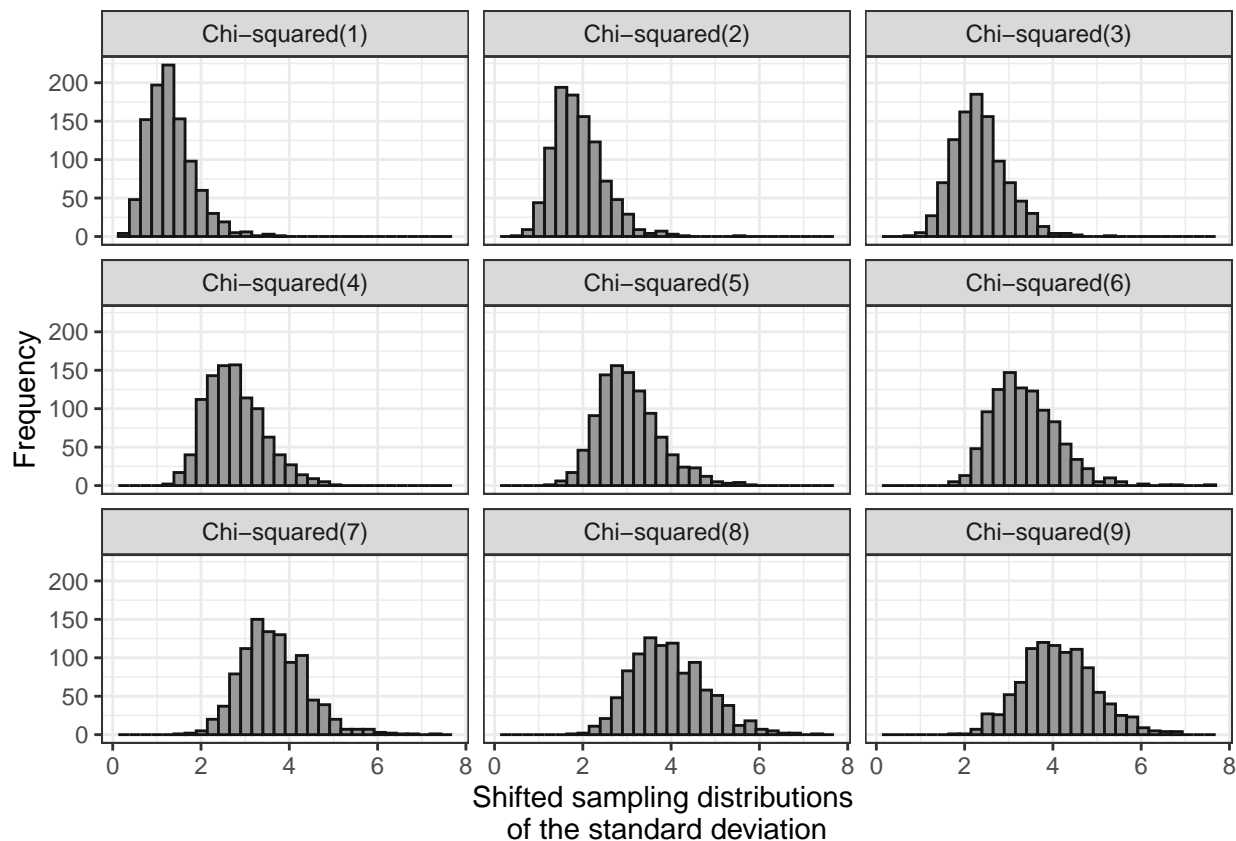 Chi−squared(1) Chi−squared(2) Chi−squared(3)
200
150
100
50
0
Chi−squared(4) Chi−squared(5) Chi−squared(6)
200
150
100
50
0
Chi−squared(7) Chi−squared(8) Chi−squared(9)
200
150
100
50
0
0 2 4 6 8 0 2 4 6 8 0 2 4 6 8
Frequency
Shifted sampling distributions
of the standard deviation